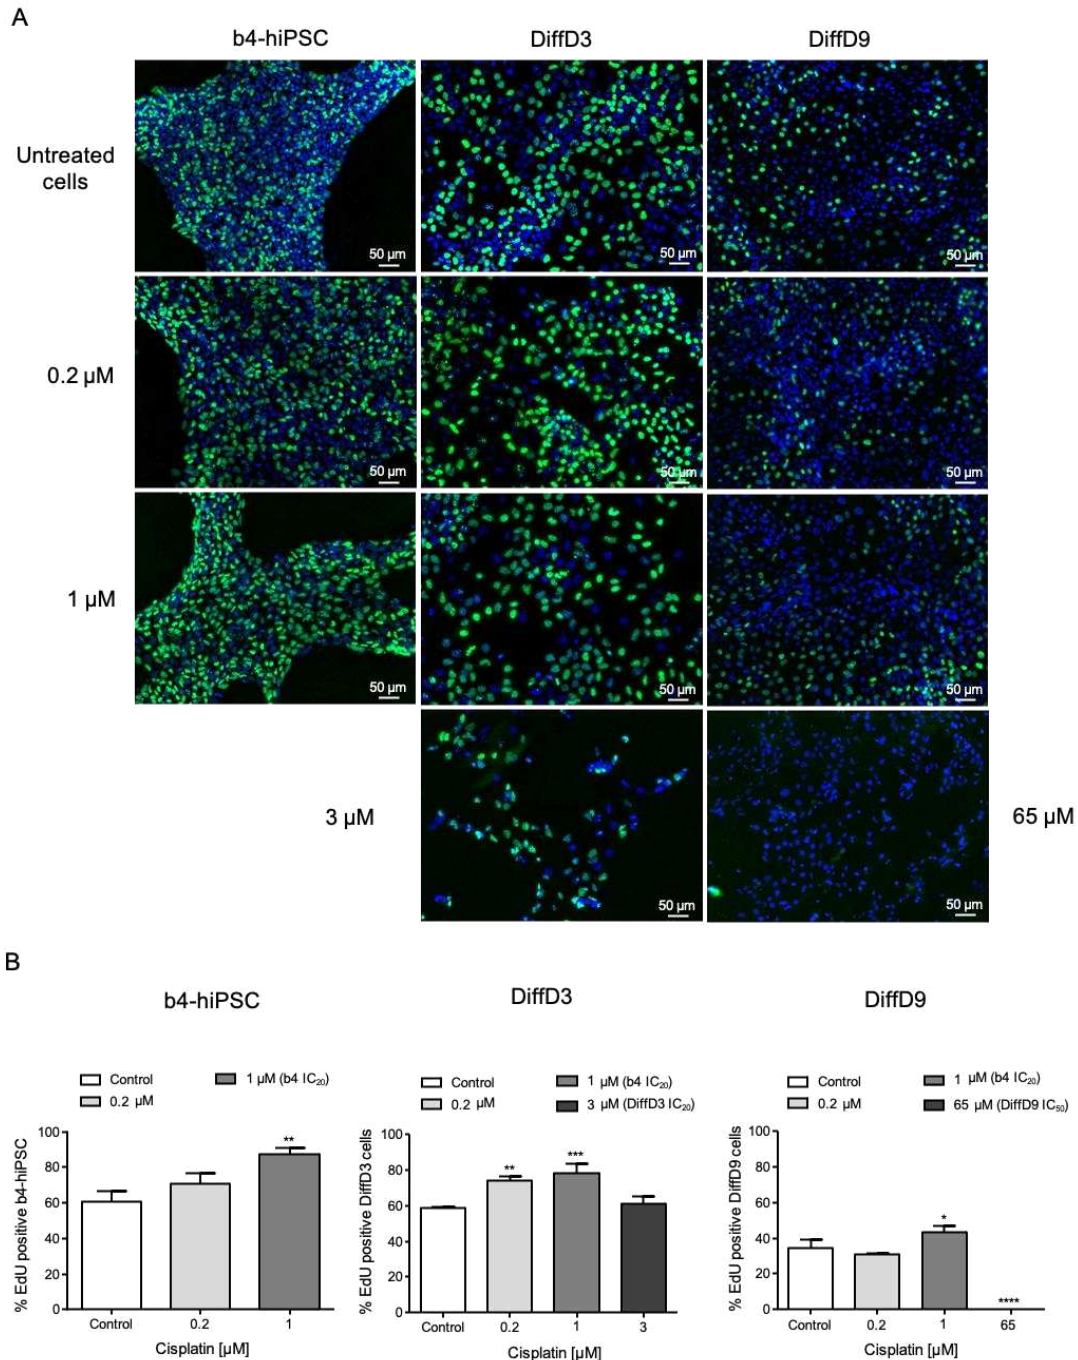 A
b4-hiPSC DiffD3 DiffD9
Untreated
cells
50 µm 50 µm 50 µm
0.2 µM
50 µm 50 µm 50 µm
1 µM
50 µm 50 µm 50 µm
3 µM 65 µM
50 µm 50 µm
B
b4-hiPSC DiffD3 DiffD9
Control 1 µM (b4 IC20)
0.2 µM
Control 1 µM (b4 IC20)
0.2 µM 3 µM (DiffD3 IC20)
Control 1 µM (b4 IC20)
0.2 µM 65 µM (DiffD9 IC50)
% EdU positive b4-hiPSC
100
80
60
40
20
0
**
Control 0.2 1
Cisplatin [µM]
% EdU positive DiffD3 cells
100
80
60
40
20
0
** ***
Control 0.2 1 3
Cisplatin [µM]
% EdU positive DiffD9 cells
100
80
60
40
20
0
* ****
Control 0.2 1 65
Cisplatin [µM]